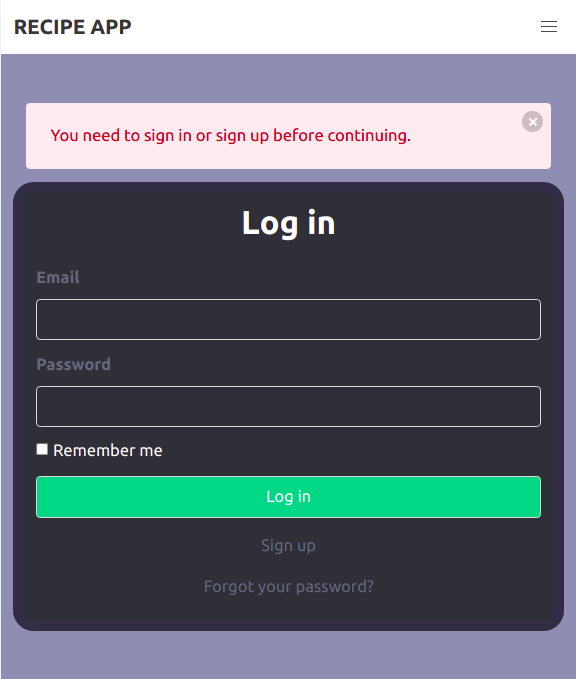 RECIPE APP
You need to sign in or sign up before continuing.
Log in
Email
Password
Remember me
Log in
Sign up
Forgot your password?